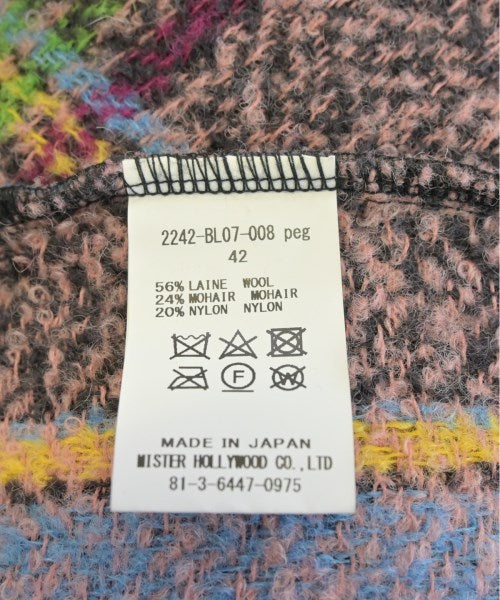 2242-BL07-008 peg
42
56% LAINE WOOL
24% MOHAIR MOHAIR
20% NYLON NYLON
F W
MADE IN JAPAN
MISTER HOLLYWOOD CO.,LTD
81-3-6447-0975